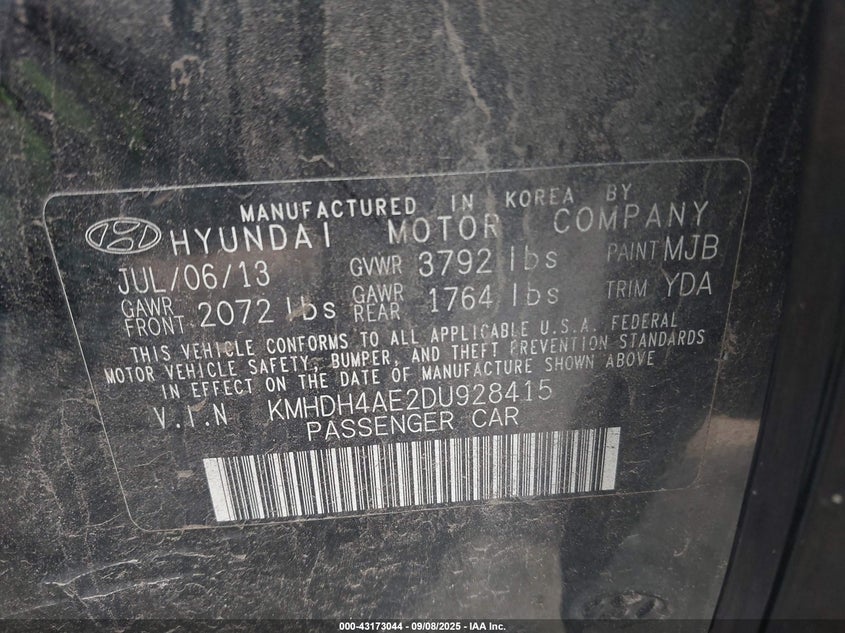 MANUFACTURED IN KOREA BY
HYUNDAI MOTOR COMPANY
JUL/06/13 GVWR 3792 lbs PAINT MJB
GAWR FRONT 2072 lbs GAWR REAR 1764 lbs TRIM YDA
THIS VEHICLE CONFORMS TO ALL APPLICABLE U.S.A. FEDERAL
MOTOR VEHICLE SAFETY, BUMPER, AND THEFT PREVENTION STANDARDS
IN EFFECT ON THE DATE OF MANUFACTURE SHOWN ABOVE
V.I.N KMHDH4AE2DU928415
PASSENGER CAR
000-43173044 - 09/08/2025 - IAA Inc.